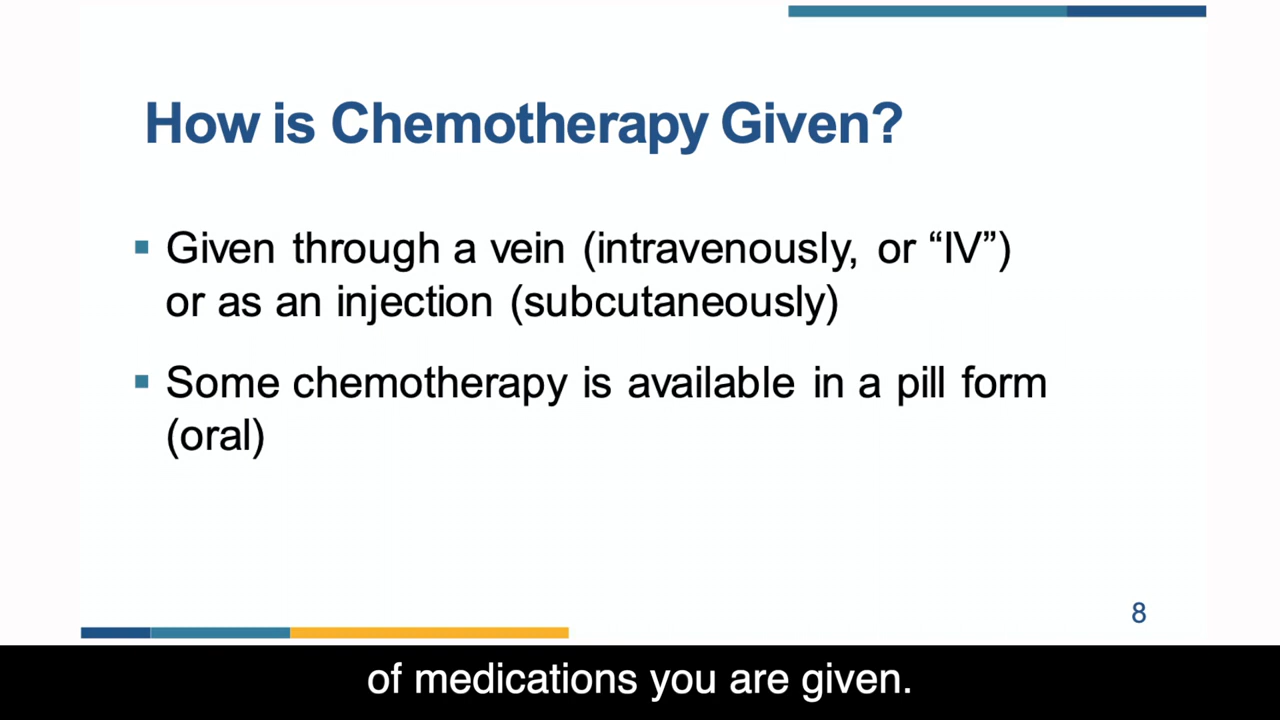 How is Chemotherapy Given?
▪ Given through a vein (intravenously, or “IV”)
or as an injection (subcutaneously)
▪ Some chemotherapy is available in a pill form
(oral)
8
of medications you are given.